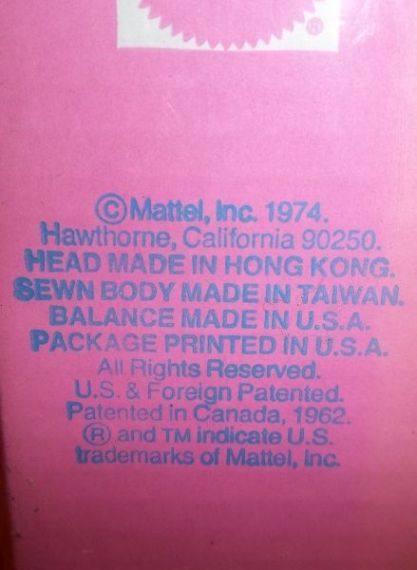 ®
©Mattel, Inc. 1974.
Hawthorne, California 90250.
HEAD MADE IN HONG KONG.
SEWN BODY MADE IN TAIWAN.
BALANCE MADE IN U.S.A.
PACKAGE PRINTED IN U.S.A.
All Rights Reserved.
U.S. & Foreign Patented.
Patented in Canada, 1962.
® and TM indicate U.S.
trademarks of Mattel, Inc.